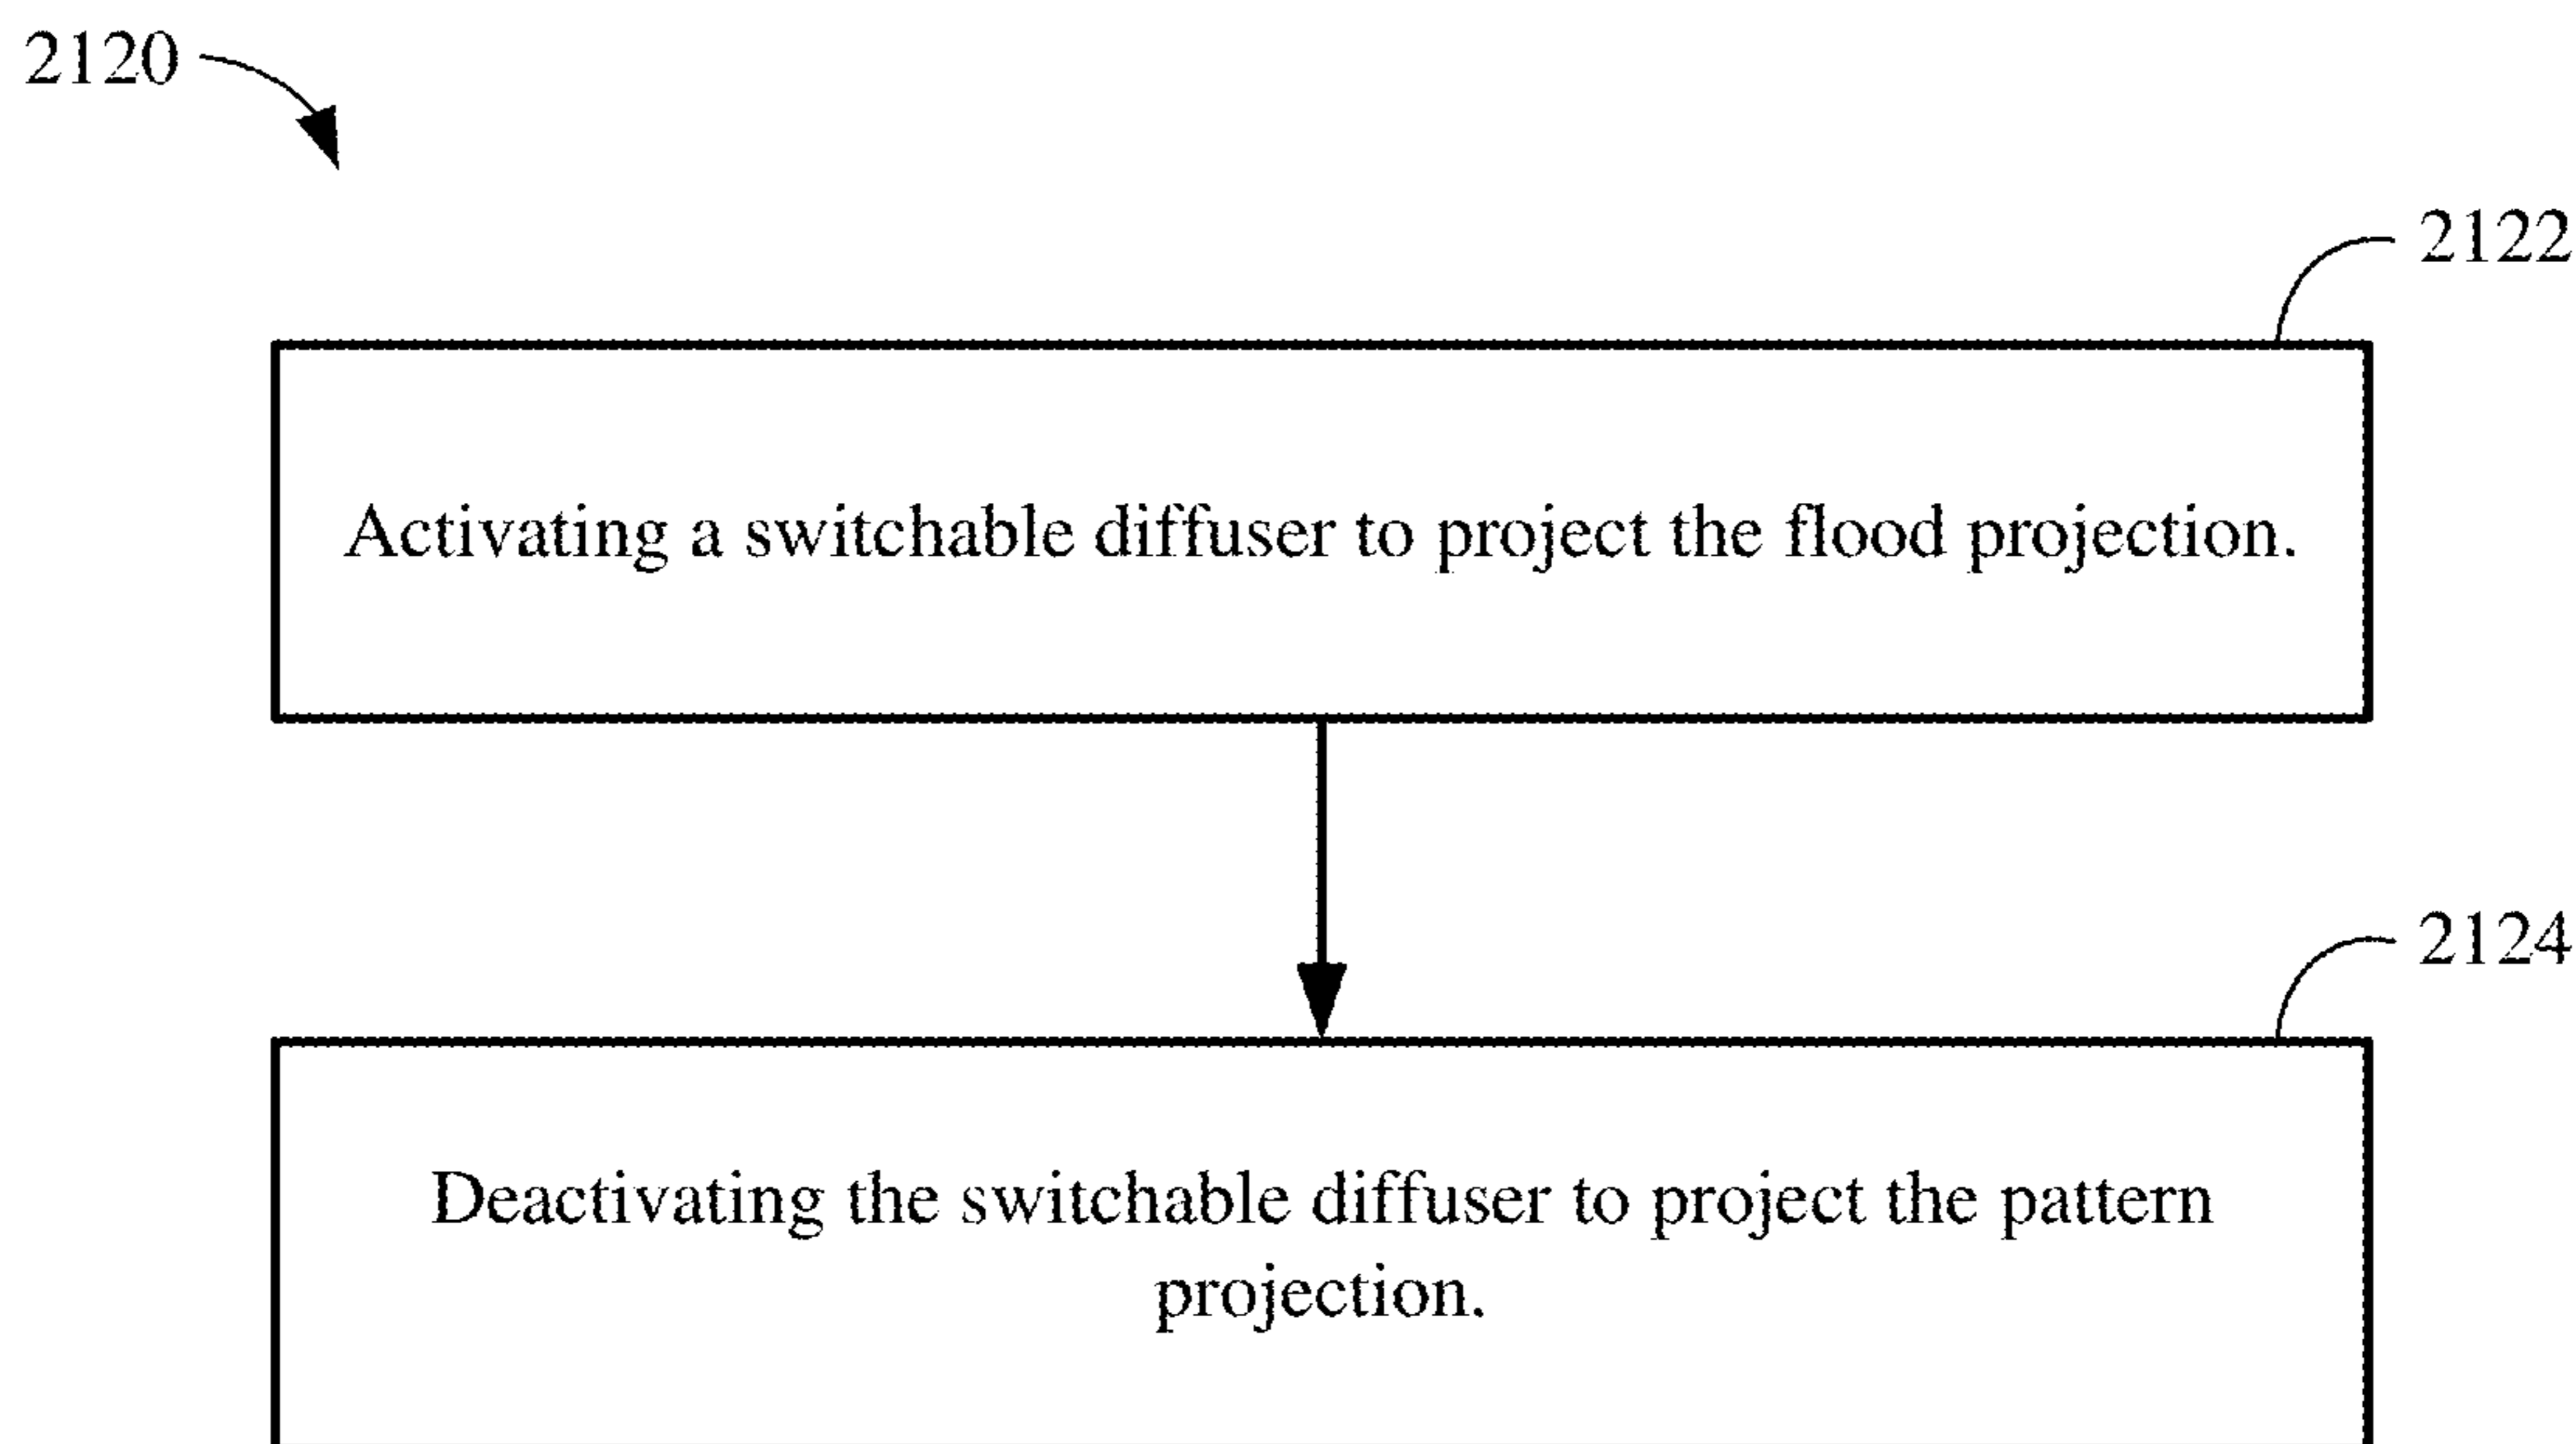 2120
2122
Activating a switchable diffuser to project the flood projection.
2124
Deactivating the switchable diffuser to project the pattern
projection.